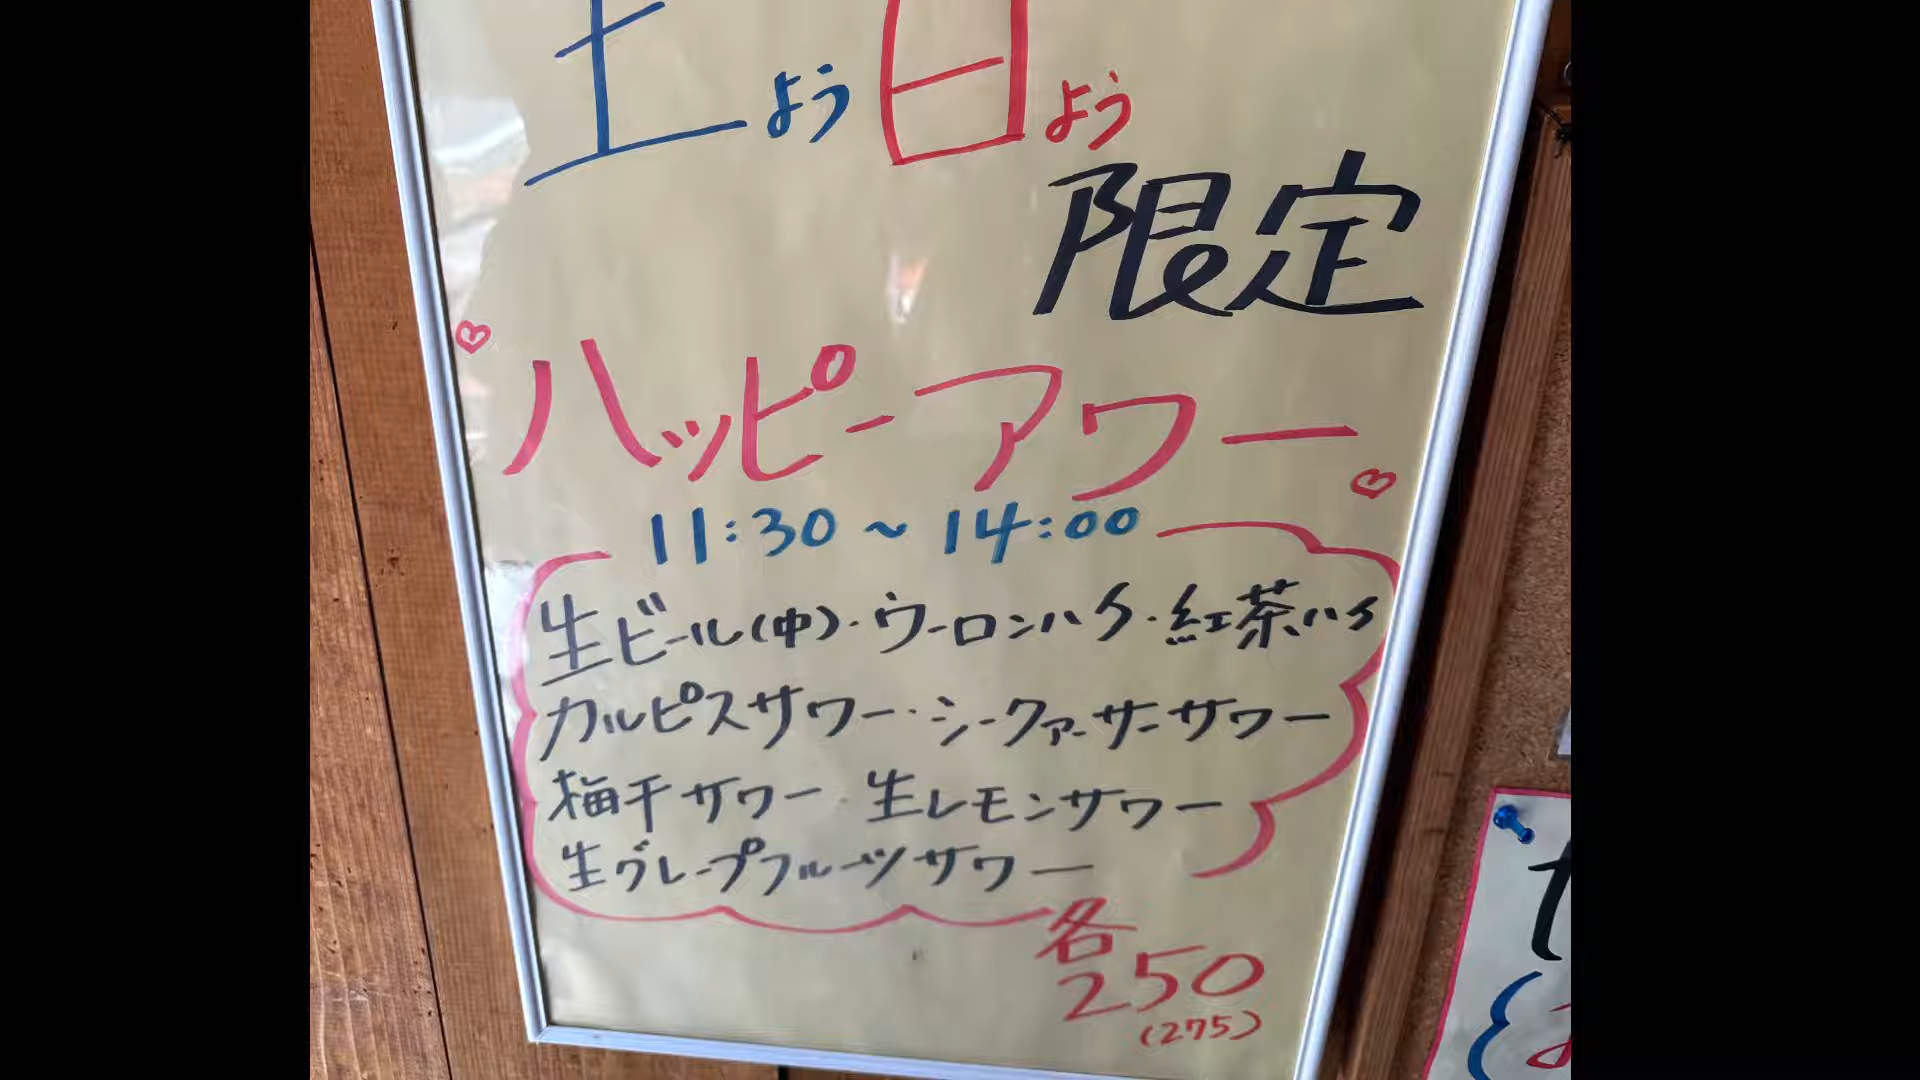 土よう日よう
限定
ハッピーアワー
11:30～14:00
生ビール(中)・ウーロンハイ・紅茶ハイ
カルピスサワー・シークァーサーサワー
梅干サワー・生レモンサワー
生グレープフルーツサワー
各
250
(275)